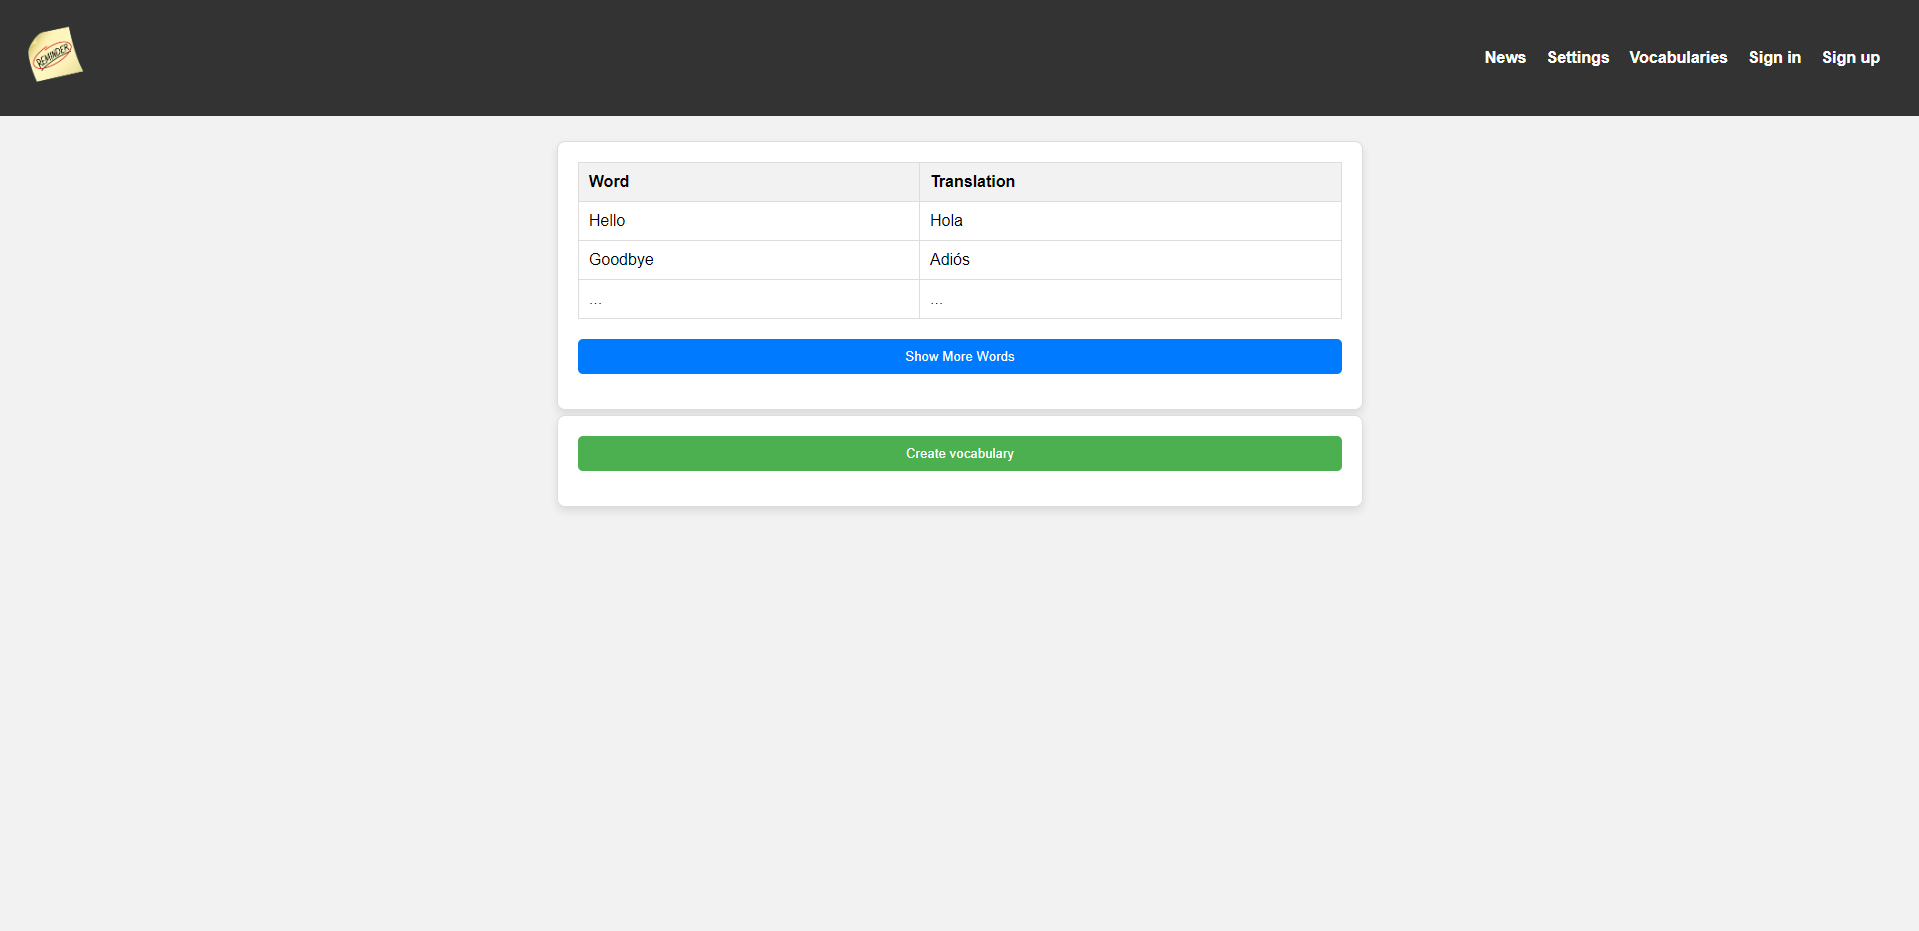 REMINDER
News Settings Vocabularies Sign in Sign up
Word Translation
Hello Hola
Goodbye Adiós
... ...
Show More Words
Create vocabulary